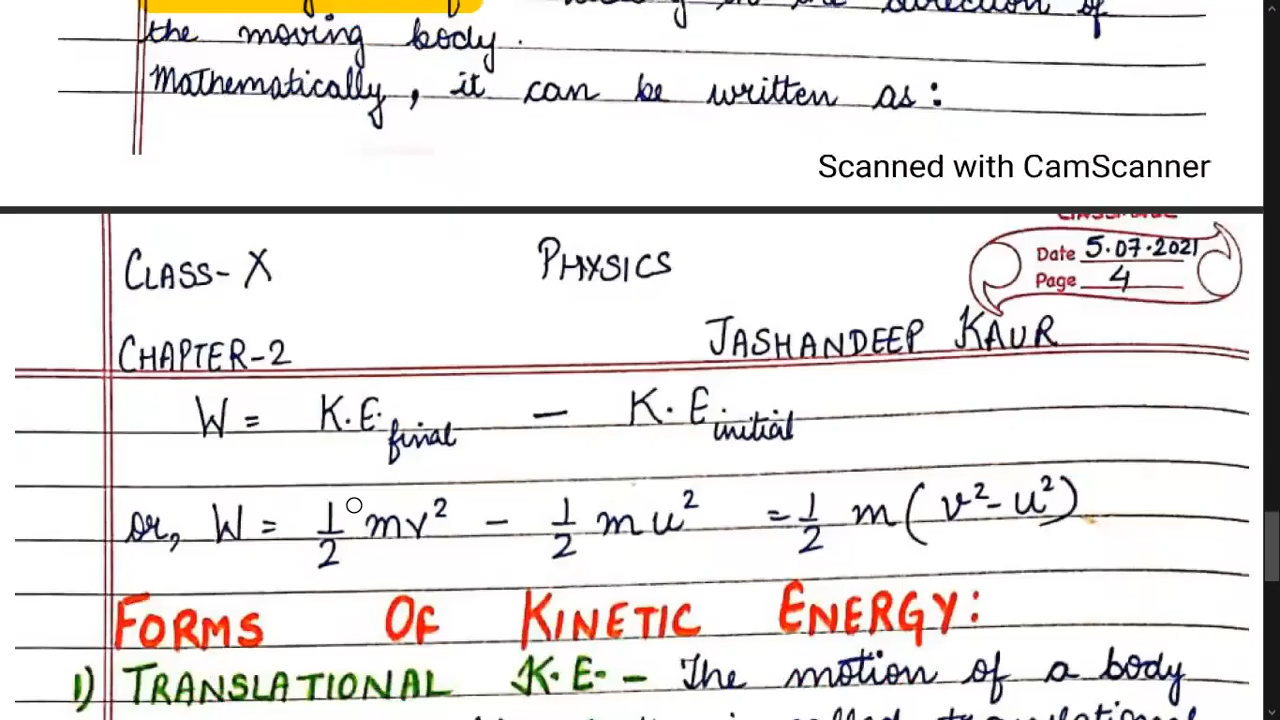 direction of
the moving body.
Mathematically, it can be written as:
Scanned with CamScanner
CLASS-X PHYSICS Date 5.07.2021
Page 4
CHAPTER-2 JASHANDEEP KAUR
W = K.E.final - K.E.initial
or, W = 1/2 mv² - 1/2 mu² = 1/2 m(v²-u²)
FORMS OF KINETIC ENERGY:
1) TRANSLATIONAL K.E. - The motion of a body